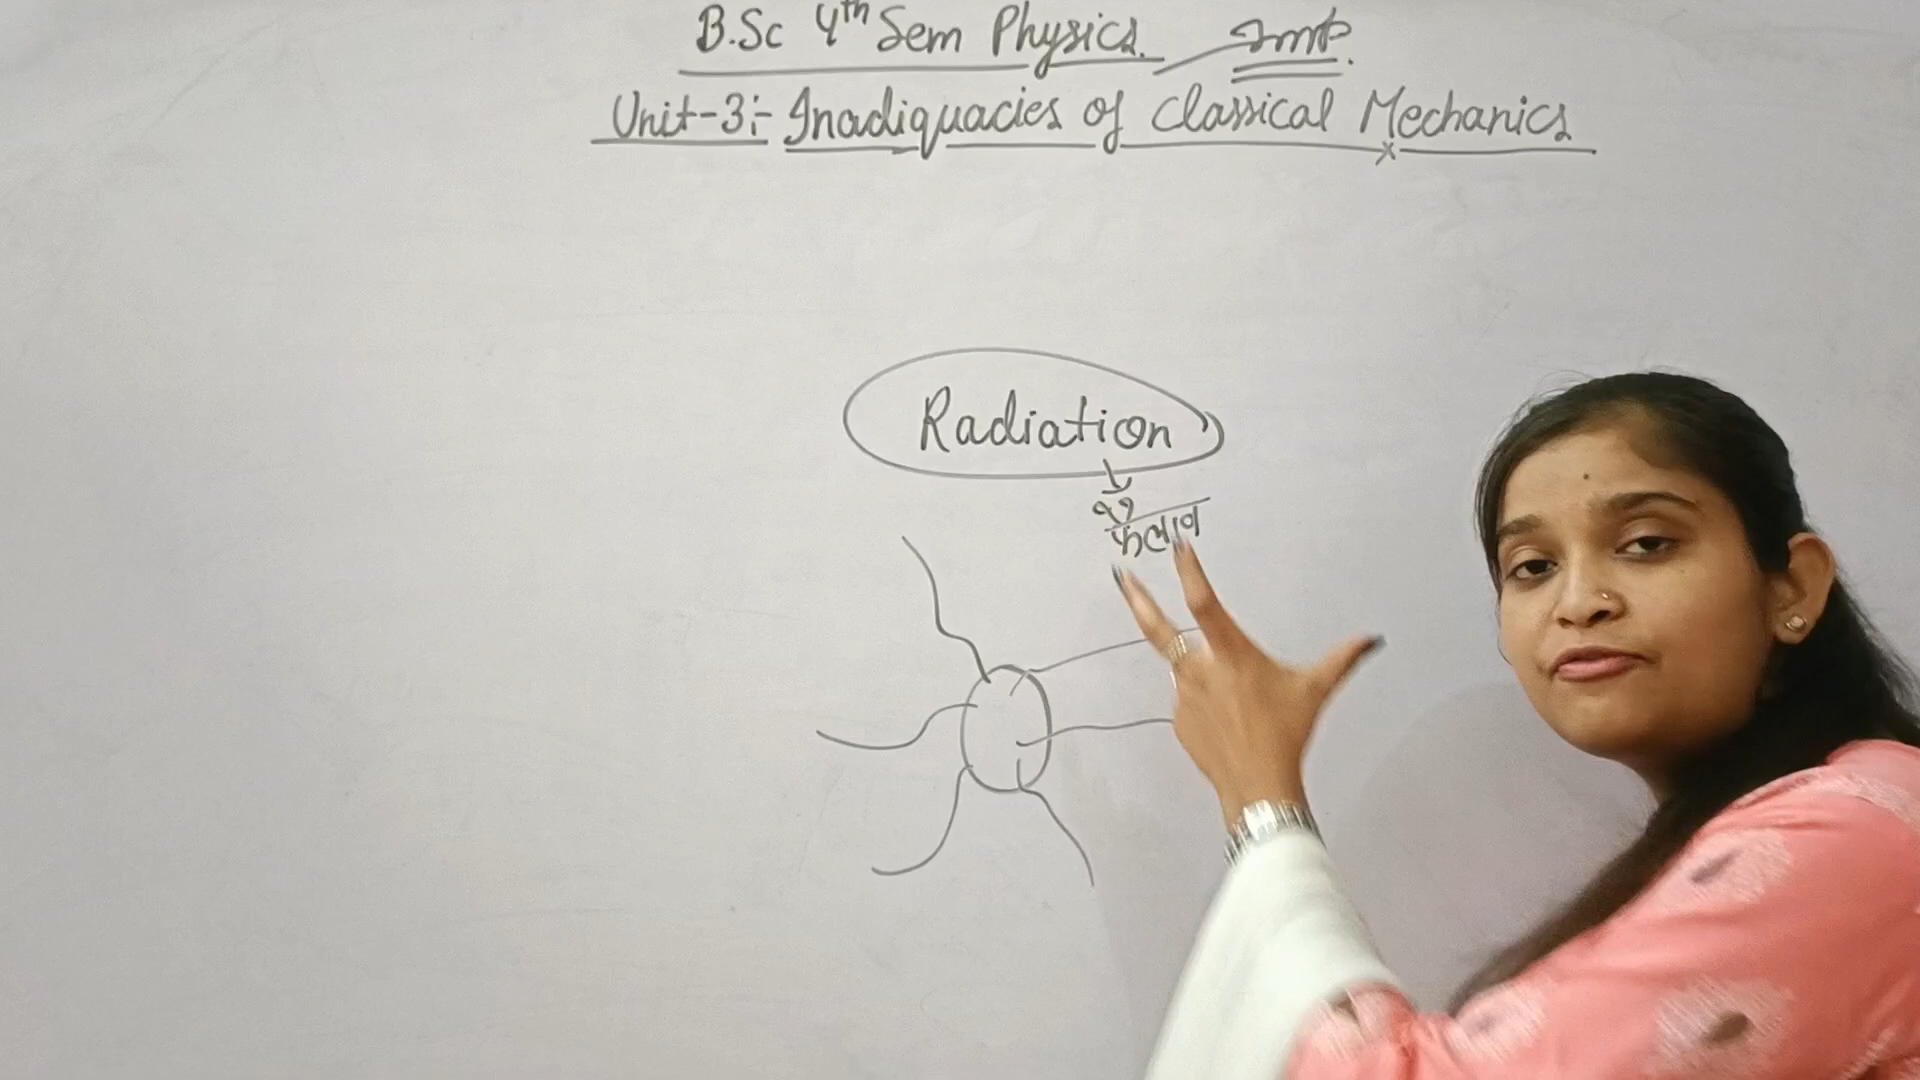 B.Sc 4th Sem Physics. Imp.
Unit-3:- Inadiquacies of Classical Mechanics
Radiation